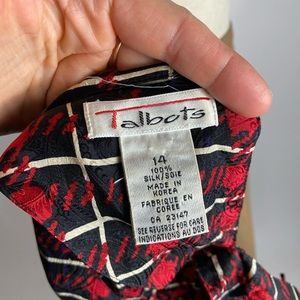 Talbots
14
100%
SILK/SOIE
MADE IN
KOREA
FABRIQUE EN
COREE
CA 23147
SEE REVERSE FOR CARE
INDICATIONS AU DOS